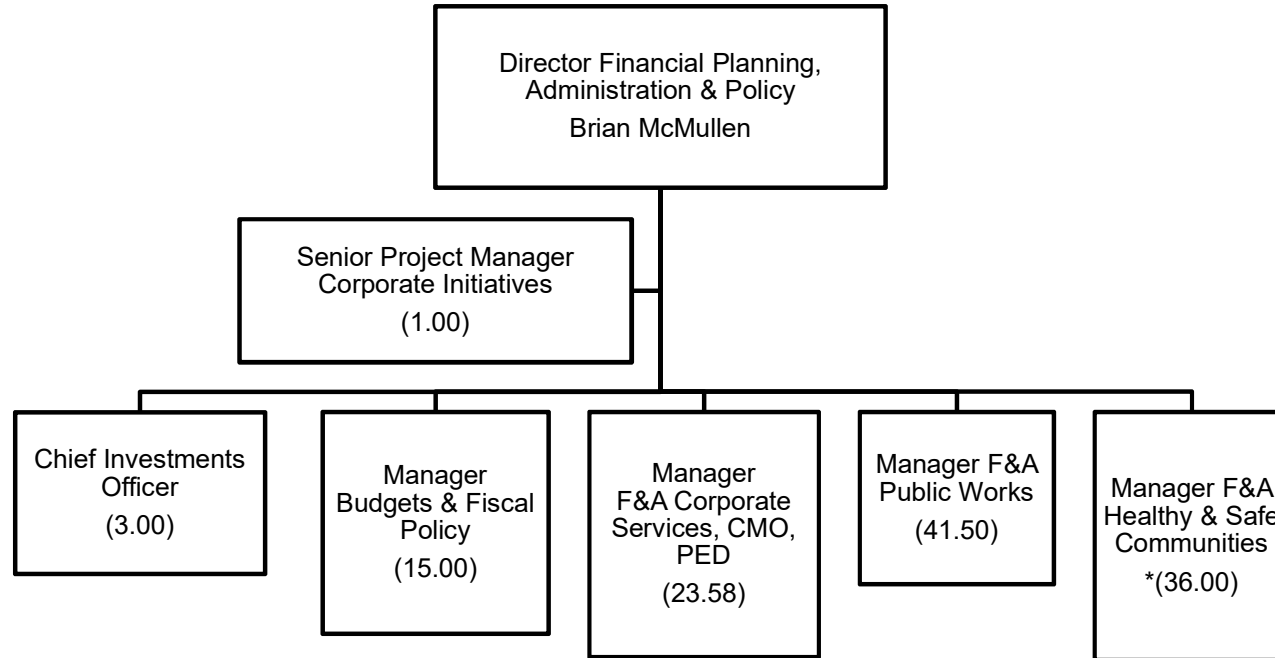 Director Financial Planning,
Administration & Policy
Brian McMullen
Senior Project Manager
Corporate Initiatives
(1.00)
Chief Investments
Officer
(3.00)
Manager
Budgets & Fiscal
Policy
(15.00)
Manager
F&A Corporate
Services, CMO,
PED
(23.58)
Manager F&A
Public Works
(41.50)
Manager F&A
Healthy & Safe
Communities
*(36.00)